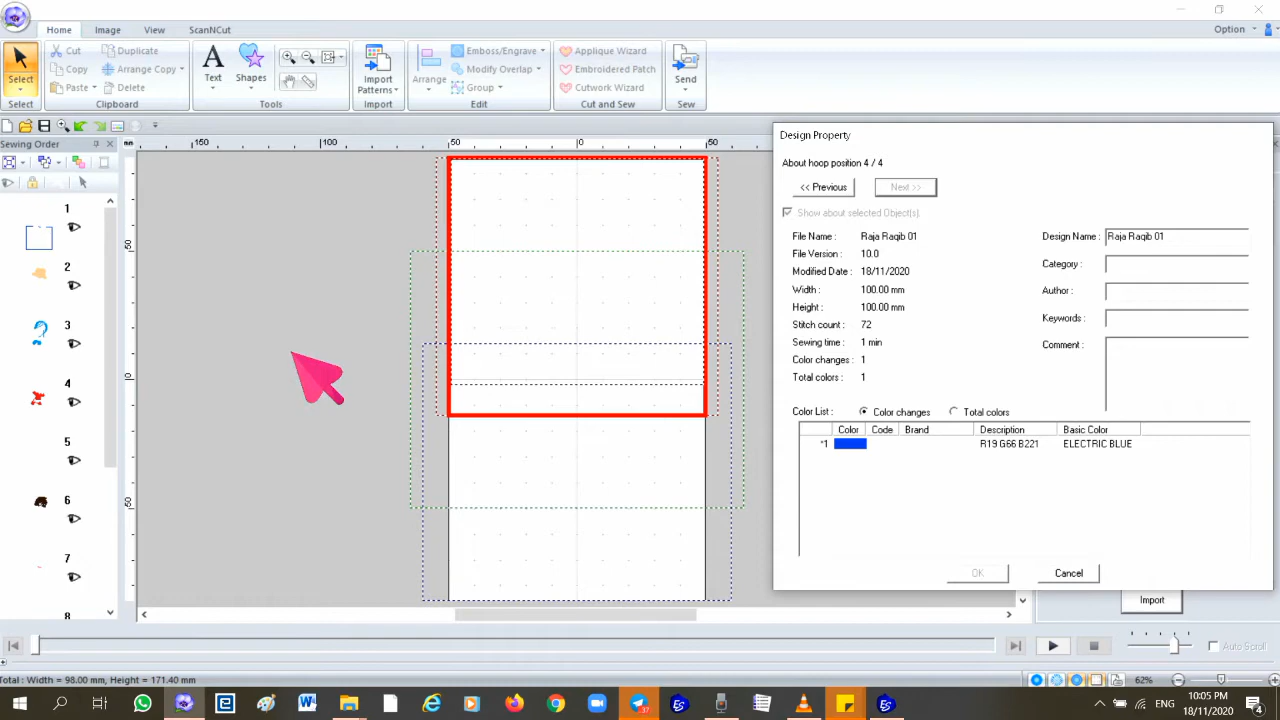 Option
Home Image View ScanNCut
Select
Cut
Copy
Paste
Duplicate
Arrange Copy
Delete
Text
Shapes
Import
Patterns
Arrange
Emboss/Engrave
Modify Overlap
Group
Applique Wizard
Embroidered Patch
Cutwork Wizard
Send
Select Clipboard Tools Import Edit Cut and Sew Sew
Sewing Order
mm 150 100 50 0 50
50
0
50
1
2
3
4
5
6
7
8
Design Property
About hoop position 4 / 4
<< Previous Next >>
Show about selected Object(s).
File Name : Raja Raqib 01
File Version : 10.0
Modified Date : 18/11/2020
Width : 100.00 mm
Height : 100.00 mm
Stitch count : 72
Sewing time : 1 min
Color changes : 1
Total colors : 1
Design Name : Raja Raqib 01
Category :
Author :
Keywords :
Comment :
Color List : Color changes Total colors
Color Code Brand Description Basic Color
*1 R19 G66 B221 ELECTRIC BLUE
OK Cancel
Import
Auto Scroll
Total : Width = 98.00 mm, Height = 171.40 mm
62%
37
ENG
10:05 PM
18/11/2020
4